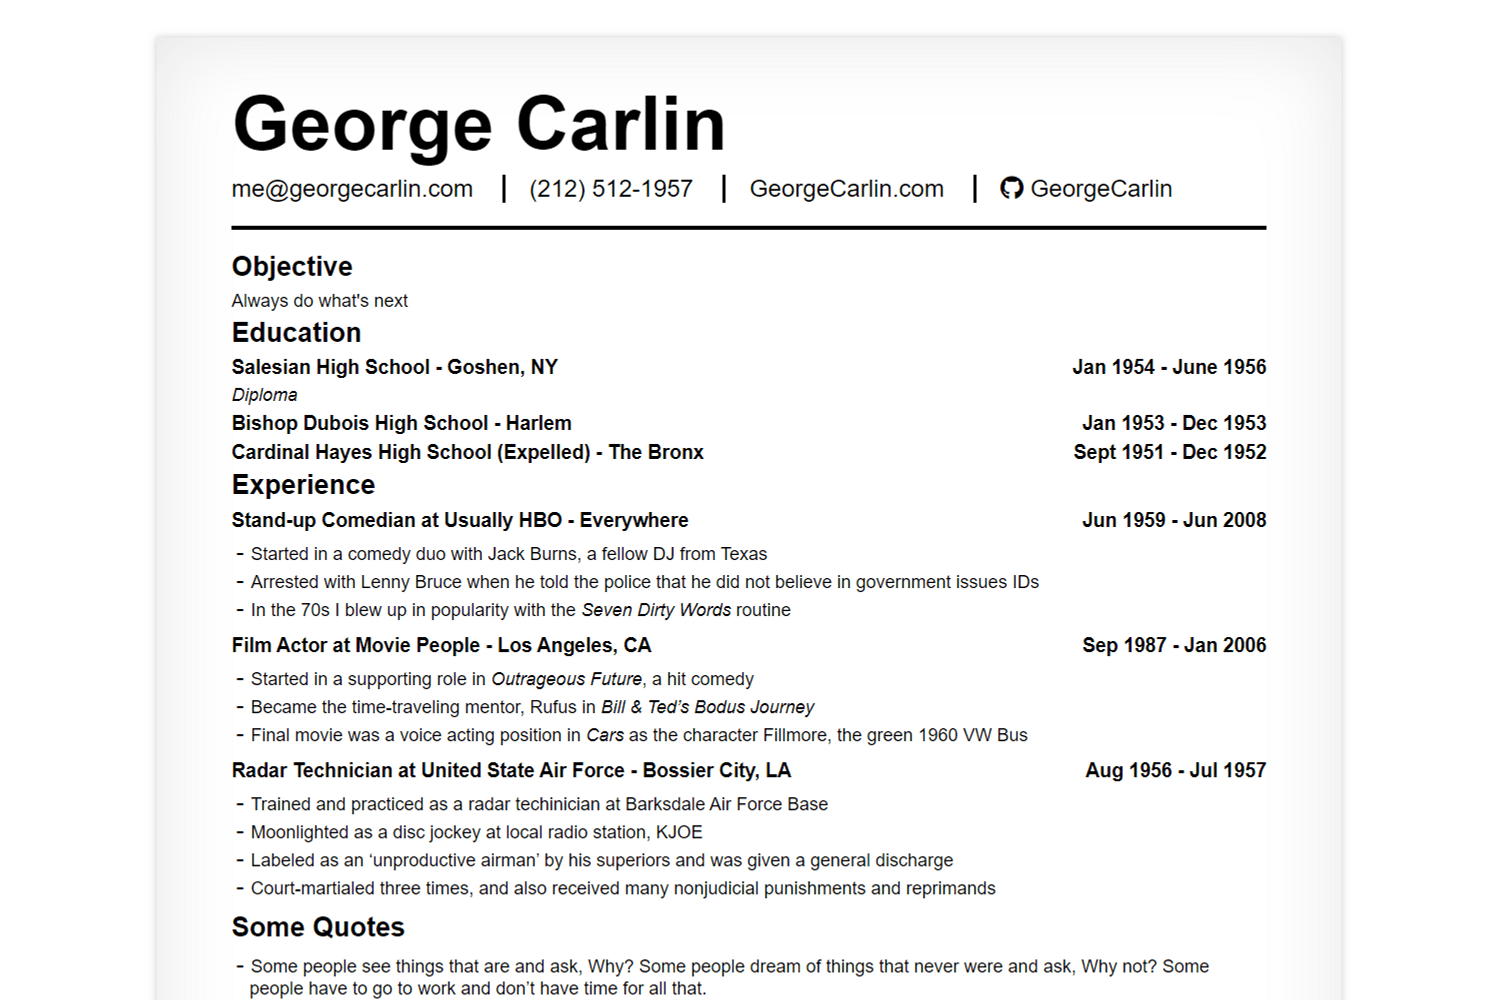 George Carlin
me@georgecarlin.com | (212) 512-1957 | GeorgeCarlin.com | GeorgeCarlin
Objective
Always do what's next
Education
Salesian High School - Goshen, NY Jan 1954 - June 1956
Diploma
Bishop Dubois High School - Harlem Jan 1953 - Dec 1953
Cardinal Hayes High School (Expelled) - The Bronx Sept 1951 - Dec 1952
Experience
Stand-up Comedian at Usually HBO - Everywhere Jun 1959 - Jun 2008
- Started in a comedy duo with Jack Burns, a fellow DJ from Texas
- Arrested with Lenny Bruce when he told the police that he did not believe in government issues IDs
- In the 70s I blew up in popularity with the Seven Dirty Words routine
Film Actor at Movie People - Los Angeles, CA Sep 1987 - Jan 2006
- Started in a supporting role in Outrageous Future, a hit comedy
- Became the time-traveling mentor, Rufus in Bill & Ted’s Bodus Journey
- Final movie was a voice acting position in Cars as the character Fillmore, the green 1960 VW Bus
Radar Technician at United State Air Force - Bossier City, LA Aug 1956 - Jul 1957
- Trained and practiced as a radar techinician at Barksdale Air Force Base
- Moonlighted as a disc jockey at local radio station, KJOE
- Labeled as an ‘unproductive airman’ by his superiors and was given a general discharge
- Court-martialed three times, and also received many nonjudicial punishments and reprimands
Some Quotes
- Some people see things that are and ask, Why? Some people dream of things that never were and ask, Why not? Some
people have to go to work and don’t have time for all that.